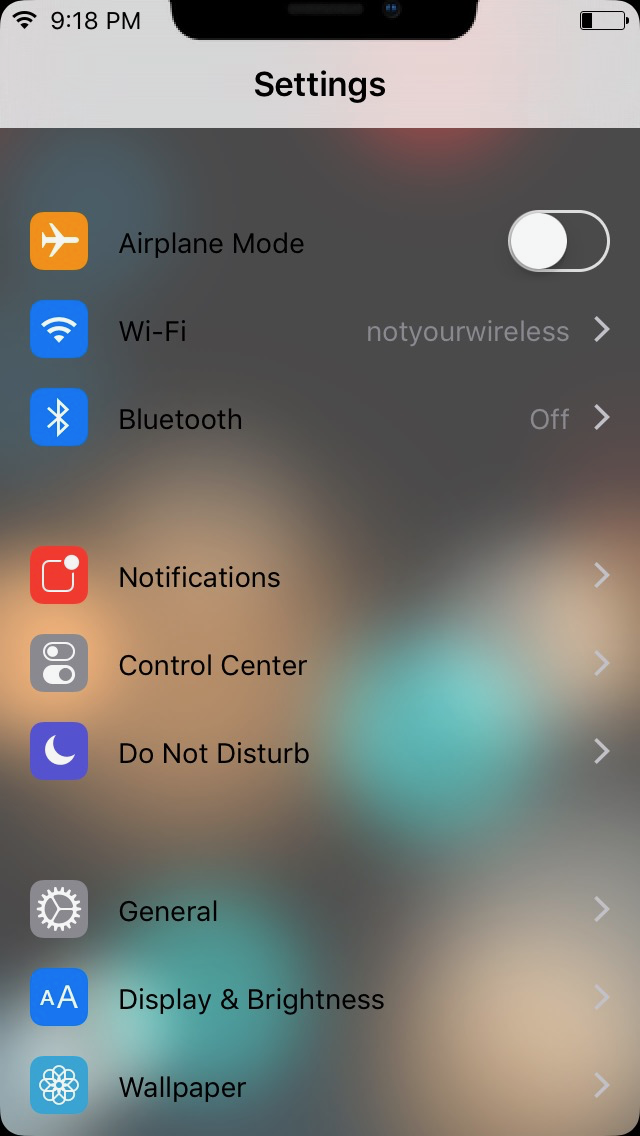 9:18 PM
Settings
Airplane Mode
Wi-Fi notyourwireless
Bluetooth Off
Notifications
Control Center
Do Not Disturb
General
AA Display & Brightness
Wallpaper